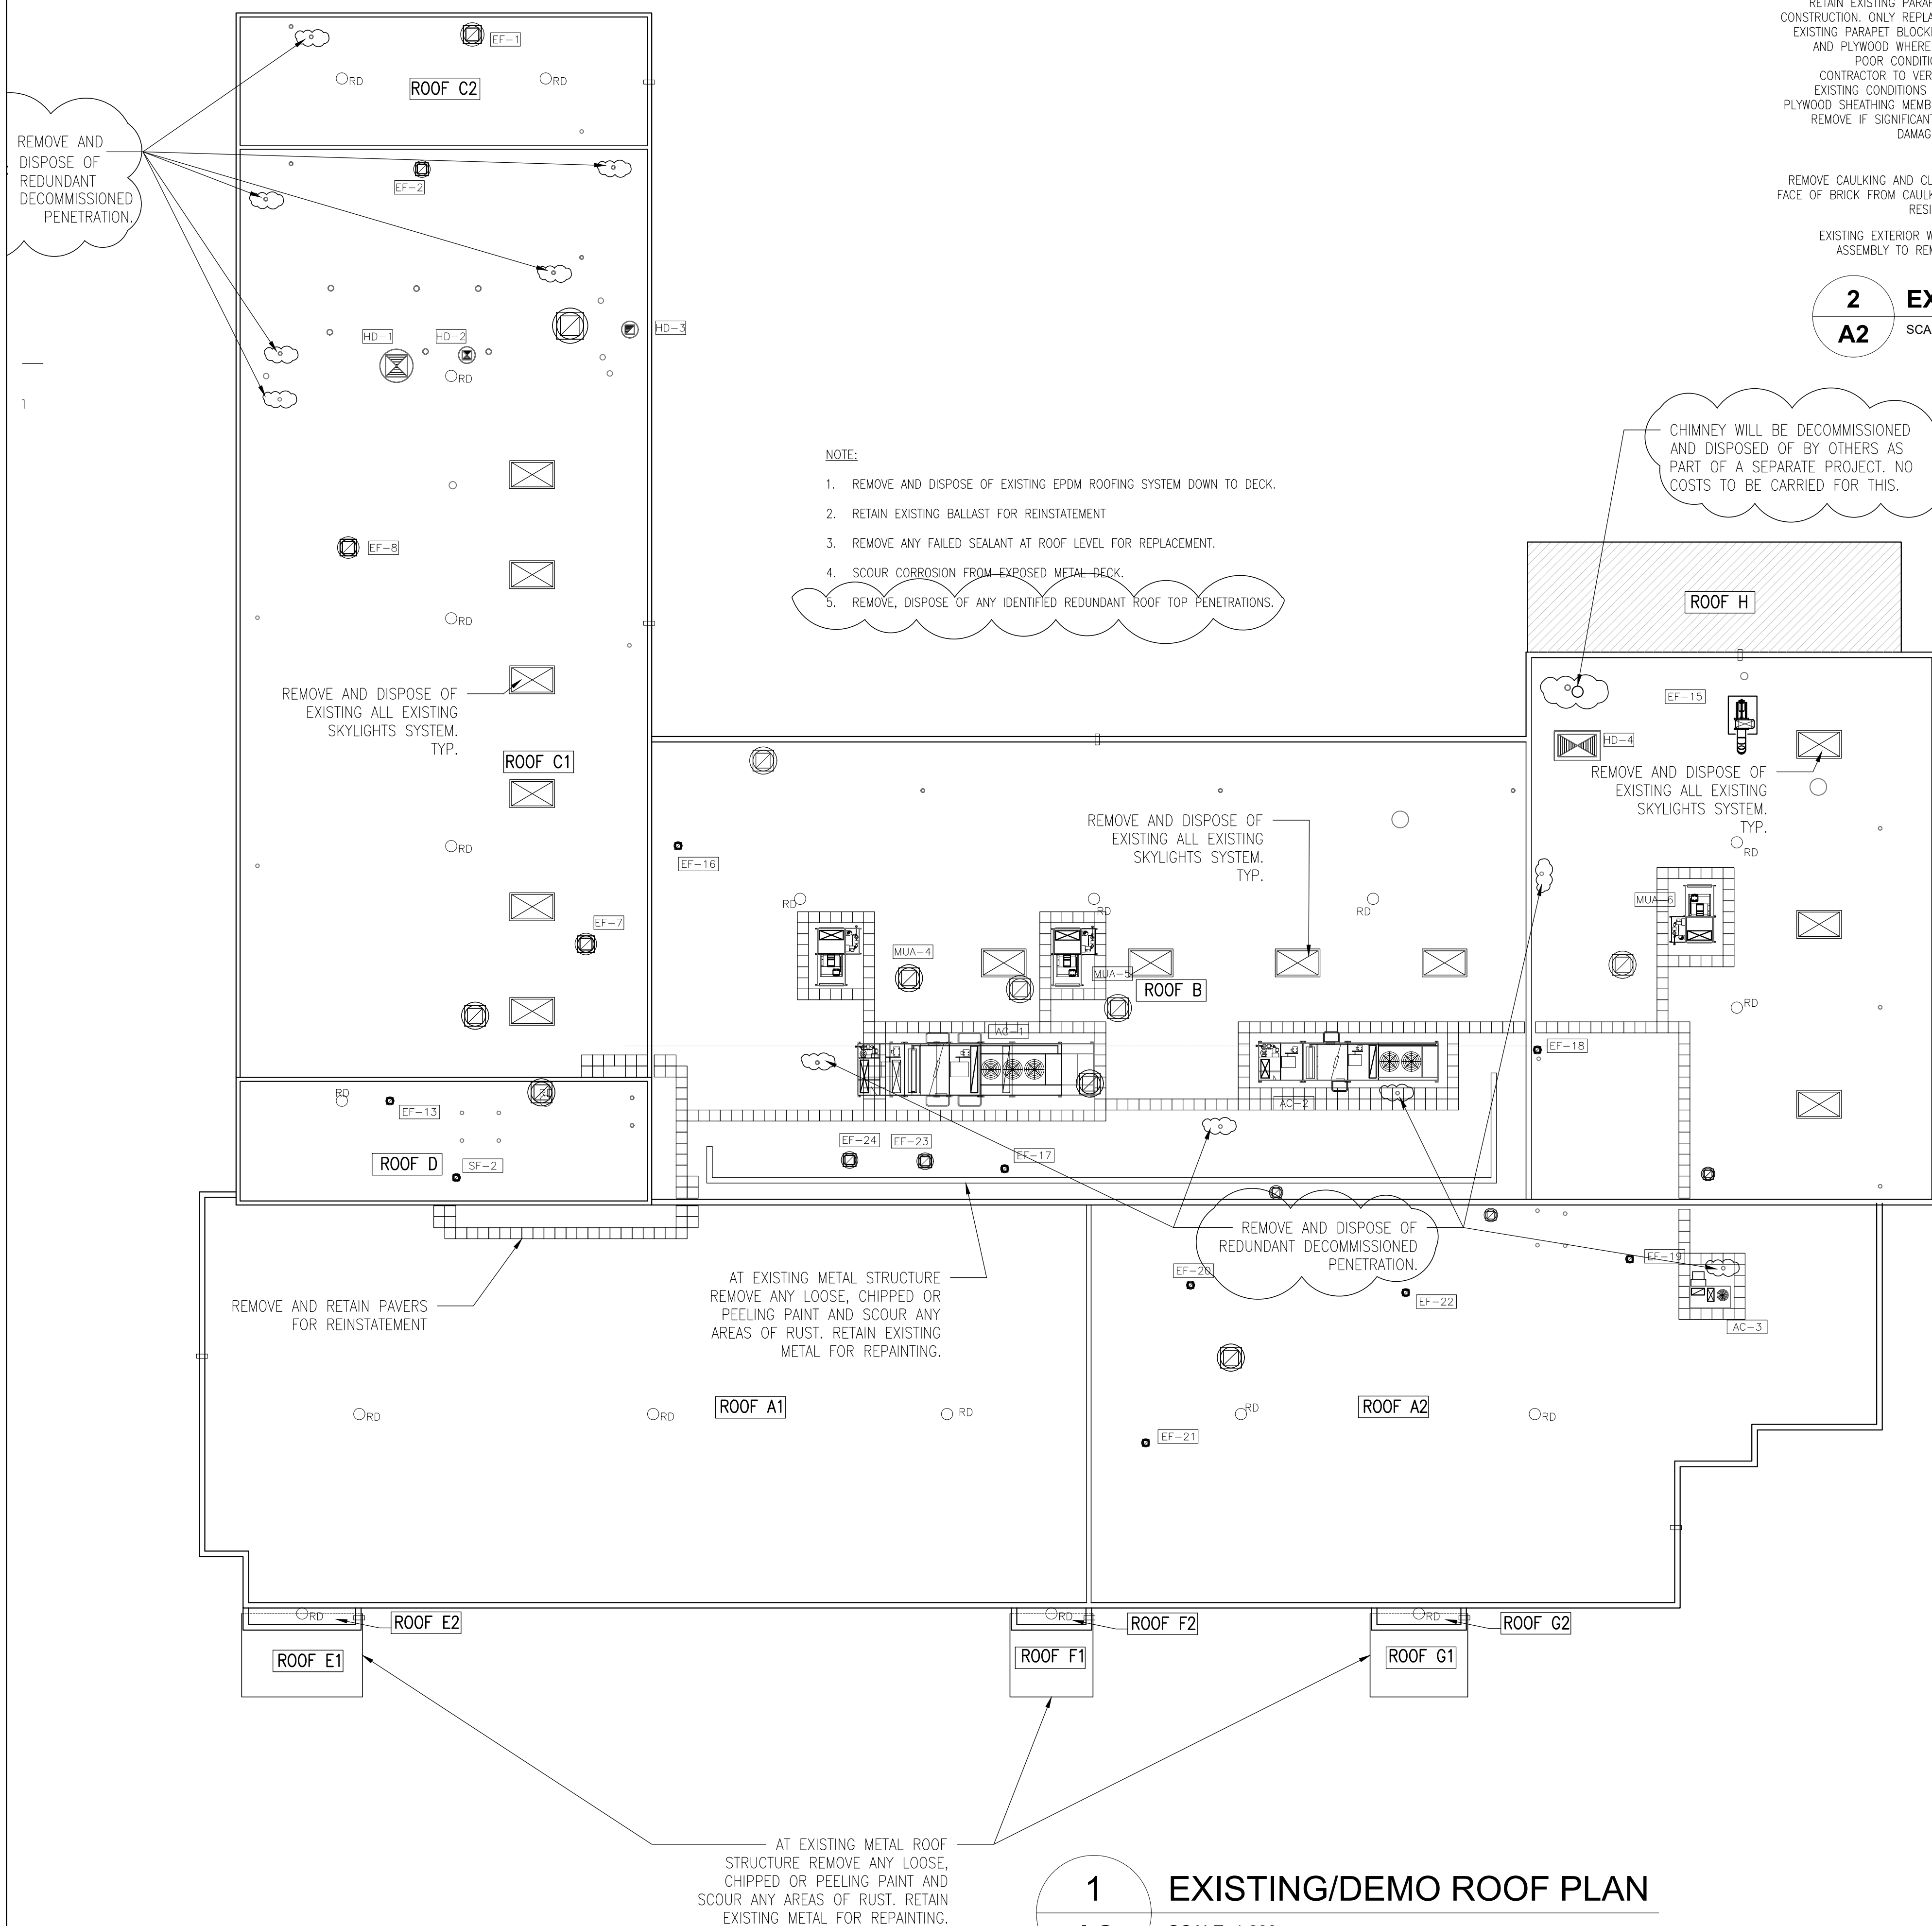 RETAIN EXISTING
CONSTRUCTION. ONLY
EXISTING PARAPET
AND PLYWOOD WHERE
POOR
CONTRACTOR TO
EXISTING CONDITIONS
PLYWOOD SHEATHING
REMOVE IF
REMOVE CAULKING AND
FACE OF BRICK FROM
EXISTING EXTERIOR
ASSEMBLY TO
2
A2
REMOVE AND
DISPOSE OF
REDUNDANT
DECOMMISSIONED
PENETRATION.
1
EF-1
RD
RD
ROOF C2
EF-2
HD-1
HD-2
HD-3
RD
EF-8
RD
REMOVE AND DISPOSE OF
EXISTING ALL EXISTING
SKYLIGHTS SYSTEM.
TYP.
ROOF C1
RD
EF-7
NOTE:
1. REMOVE AND DISPOSE OF EXISTING EPDM ROOFING SYSTEM DOWN TO DECK.
2. RETAIN EXISTING BALLAST FOR REINSTATEMENT
3. REMOVE ANY FAILED SEALANT AT ROOF LEVEL FOR REPLACEMENT.
4. SCOUR CORROSION FROM EXPOSED METAL DECK.
5. REMOVE, DISPOSE OF ANY IDENTIFIED REDUNDANT ROOF TOP PENETRATIONS.
CHIMNEY WILL BE DECOMMISSIONED
AND DISPOSED OF BY OTHERS AS
PART OF A SEPARATE PROJECT. NO
COSTS TO BE CARRIED FOR THIS.
ROOF H
EF-15
HD-4
REMOVE AND DISPOSE OF
EXISTING ALL EXISTING
SKYLIGHTS SYSTEM.
TYP.
RD
MUA-6
RD
EF-18
REMOVE AND DISPOSE OF
EXISTING ALL EXISTING
SKYLIGHTS SYSTEM.
TYP.
EF-16
RD
RD
RD
MUA-4
MUA-5
ROOF B
AC-1
AC-2
EF-24
EF-23
EF-17
RD
EF-13
RD
ROOF D
SF-2
REMOVE AND DISPOSE OF
REDUNDANT DECOMMISSIONED
PENETRATION.
EF-20
EF-22
EF-19
AC-3
REMOVE AND RETAIN PAVERS
FOR REINSTATEMENT
AT EXISTING METAL STRUCTURE
REMOVE ANY LOOSE, CHIPPED OR
PEELING PAINT AND SCOUR ANY
AREAS OF RUST. RETAIN EXISTING
METAL FOR REPAINTING.
RD
RD
ROOF A1
RD
RD
ROOF A2
RD
EF-21
RD
ROOF E2
RD
ROOF F2
RD
ROOF G2
ROOF E1
ROOF F1
ROOF G1
AT EXISTING METAL ROOF
STRUCTURE REMOVE ANY LOOSE,
CHIPPED OR PEELING PAINT AND
SCOUR ANY AREAS OF RUST. RETAIN
EXISTING METAL FOR REPAINTING.
1
EXISTING/DEMO ROOF PLAN